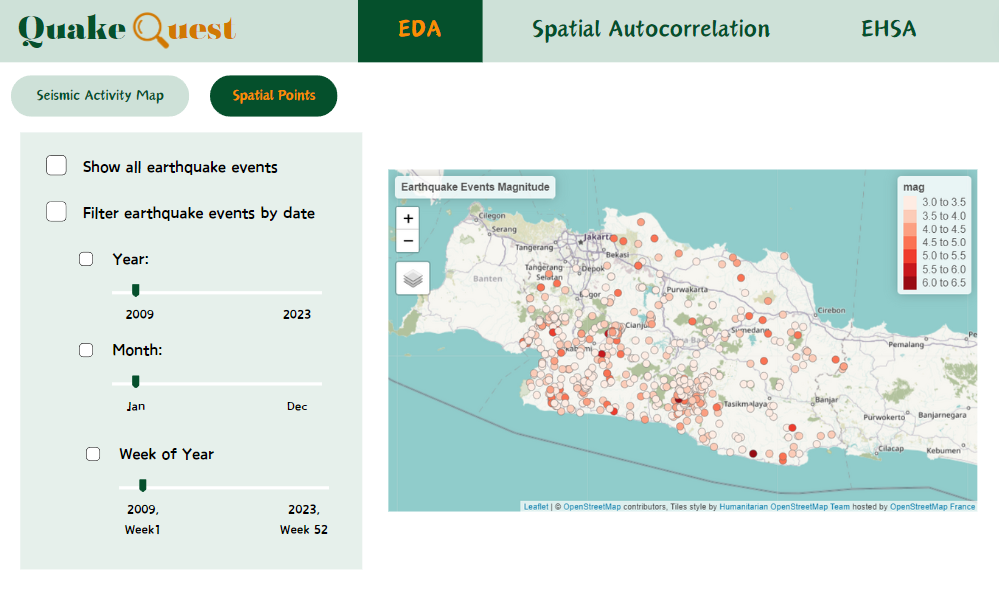 Quake Quest
EDA
Spatial Autocorrelation
EHSA
Seismic Activity Map
Spatial Points
Show all earthquake events
Filter earthquake events by date
Year:
2009
2023
Month:
Jan
Dec
Week of Year
2009,
Week1
2023,
Week 52
Earthquake Events Magnitude
+
−
mag
3.0 to 3.5
3.5 to 4.0
4.0 to 4.5
4.5 to 5.0
5.0 to 5.5
5.5 to 6.0
6.0 to 6.5
Cilegon
Serang
Jakarta
Tangerang
Bekasi
Tangerang
Selatan
Depok
Banten
Purwakarta
Cianjur
Sumedang
Cirebon
Pemalang
Tasikmalaya
Banjar
Purwokerto
Banjarnegara
Cilacap
Kebumen
Leaflet | © OpenStreetMap contributors, Tiles style by Humanitarian OpenStreetMap Team hosted by OpenStreetMap France